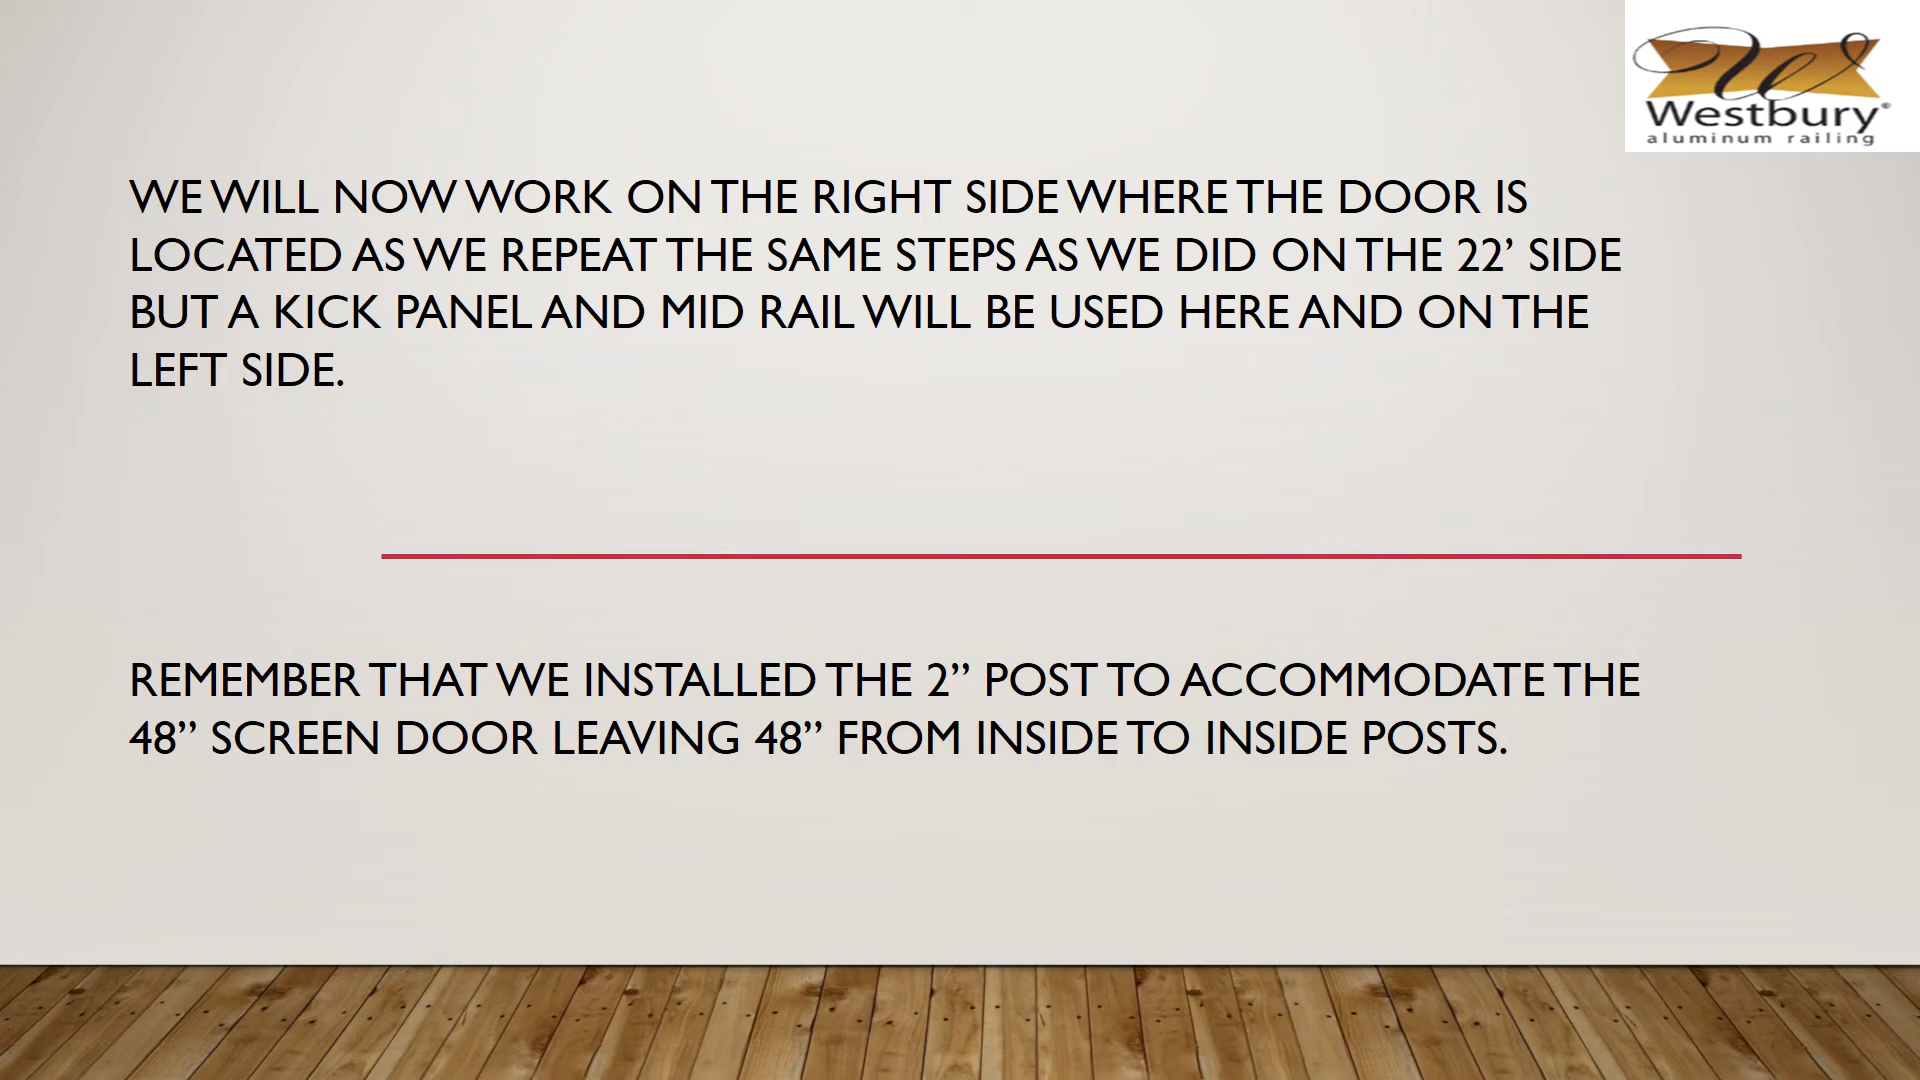 Westbury®
aluminum railing
WE WILL NOW WORK ON THE RIGHT SIDE WHERE THE DOOR IS
LOCATED AS WE REPEAT THE SAME STEPS AS WE DID ON THE 22’ SIDE
BUT A KICK PANEL AND MID RAIL WILL BE USED HERE AND ON THE
LEFT SIDE.
REMEMBER THAT WE INSTALLED THE 2” POST TO ACCOMMODATE THE
48” SCREEN DOOR LEAVING 48” FROM INSIDE TO INSIDE POSTS.